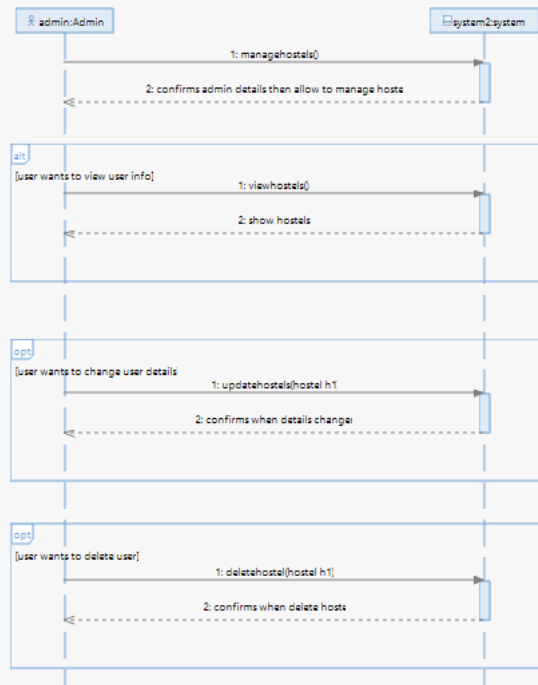 admin:Admin
system2:system
1: managehostels()
2: confirms admin details then allow to manage hoste
alt
[user wants to view user info]
1: viewhostels()
2: show hostels
opt
[user wants to change user details
1: updatehostels(hostel h1
2: confirms when details change
opt
[user wants to delete user]
1: deletehostel(hostel h1)
2: confirms when delete hoste